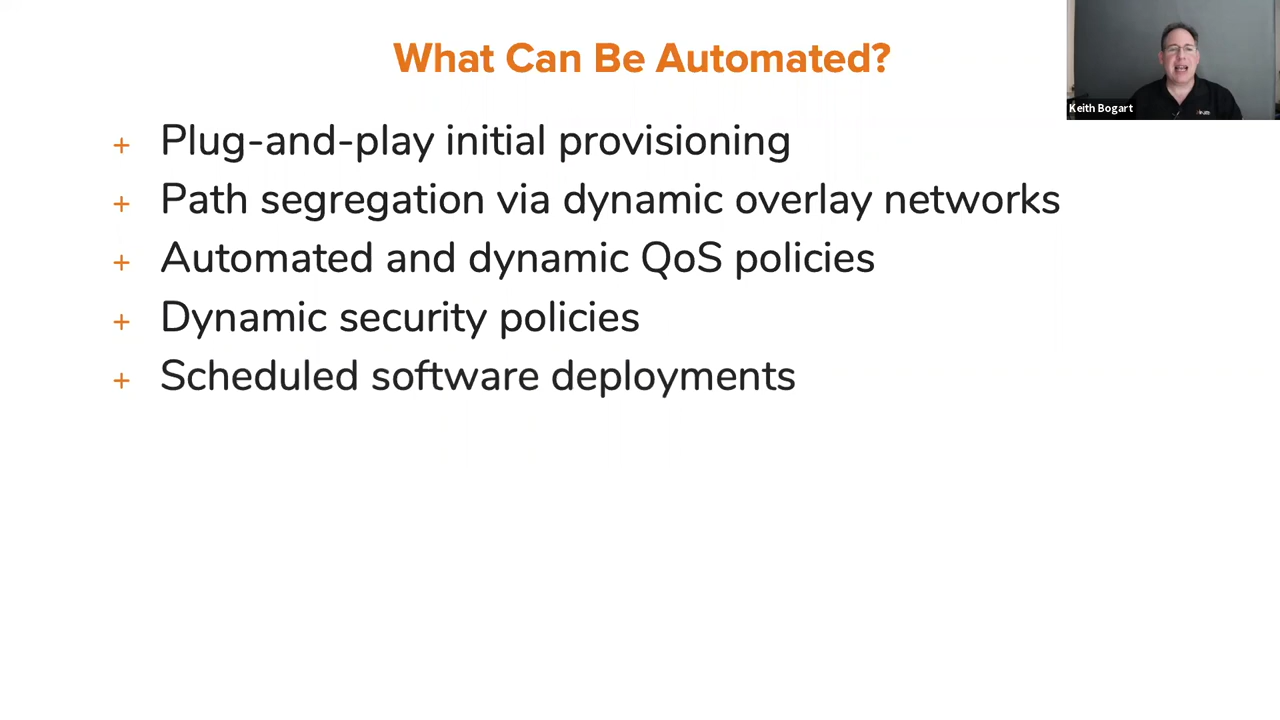 What Can Be Automated?
Keith Bogart
+ Plug-and-play initial provisioning
+ Path segregation via dynamic overlay networks
+ Automated and dynamic QoS policies
+ Dynamic security policies
+ Scheduled software deployments